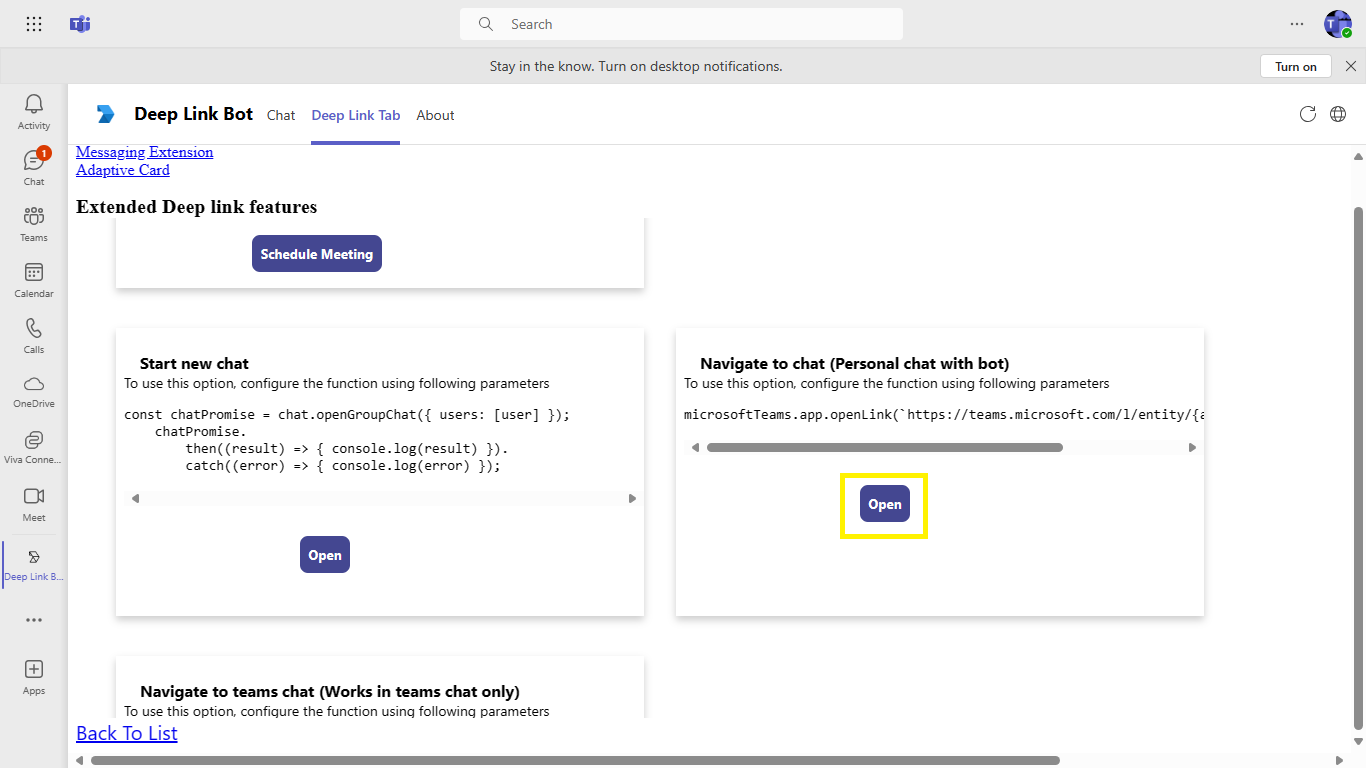 Search
Stay in the know. Turn on desktop notifications.
Turn on
Activity
1
Chat
Teams
Calendar
Calls
OneDrive
Viva Conne...
Meet
Deep Link B...
Apps
Deep Link Bot
Chat
Deep Link Tab
About
Messaging Extension
Adaptive Card
Extended Deep link features
Schedule Meeting
Start new chat
To use this option, configure the function using following parameters
const chatPromise = chat.openGroupChat({ users: [user] });
chatPromise.
then((result) => { console.log(result) }).
catch((error) => { console.log(error) });
Open
Navigate to chat (Personal chat with bot)
To use this option, configure the function using following parameters
microsoftTeams.app.openLink(`https://teams.microsoft.com/l/entity/{a
Open
Navigate to teams chat (Works in teams chat only)
To use this option, configure the function using following parameters
Back To List